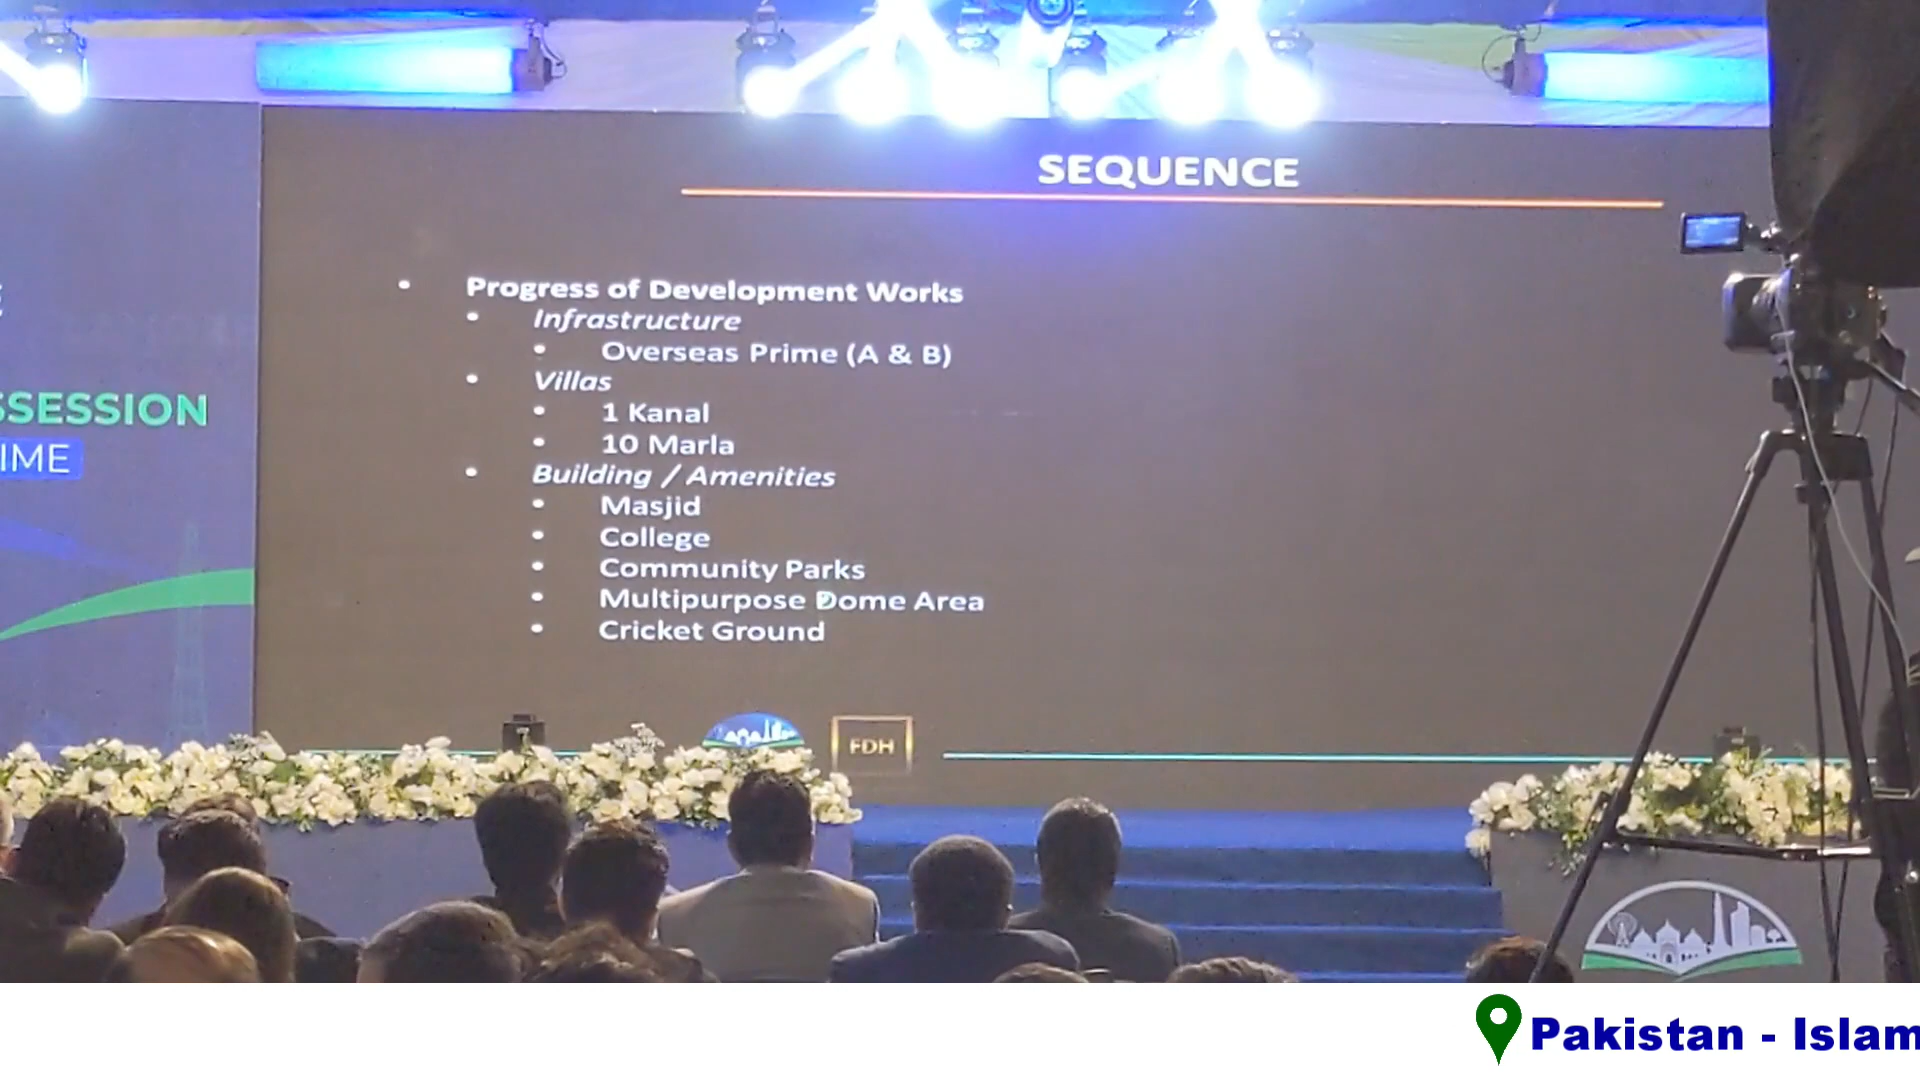 SEQUENCE
Progress of Development Works
Infrastructure
Overseas Prime (A & B)
Villas
1 Kanal
10 Marla
Building / Amenities
Masjid
College
Community Parks
Multipurpose Dome Area
Cricket Ground
SSESSION
IME
FDH
Pakistan - Islam